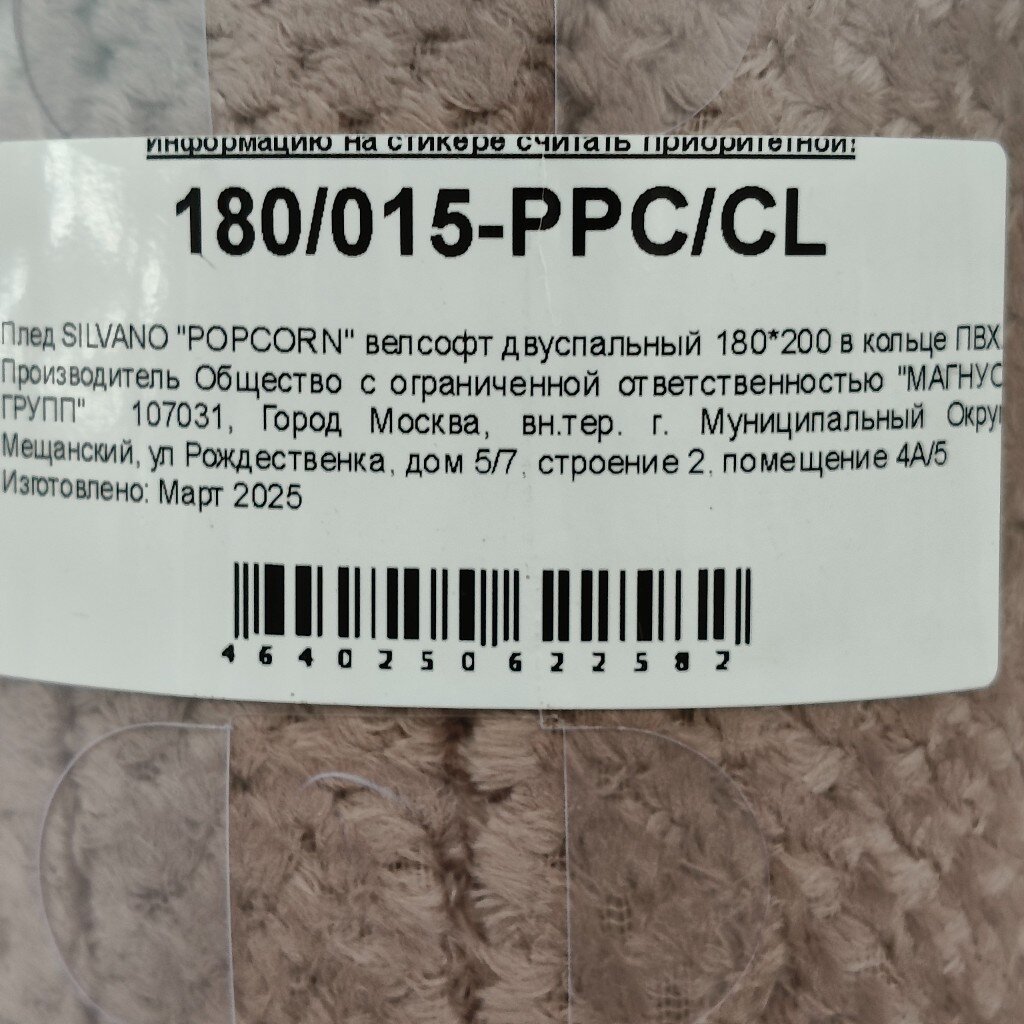 Информацию на стикере считать приоритетной!
180/015-PPC/CL
Плед SILVANO "POPCORN" велсофт двуспальный 180*200 в кольце ПВХ.
Производитель Общество с ограниченной ответственностью "МАГНУС
ГРУПП" 107031, Город Москва, вн.тер. г. Муниципальный Округ
Мещанский, ул Рождественка, дом 5/7, строение 2, помещение 4А/5
Изготовлено: Март 2025
4640250622582